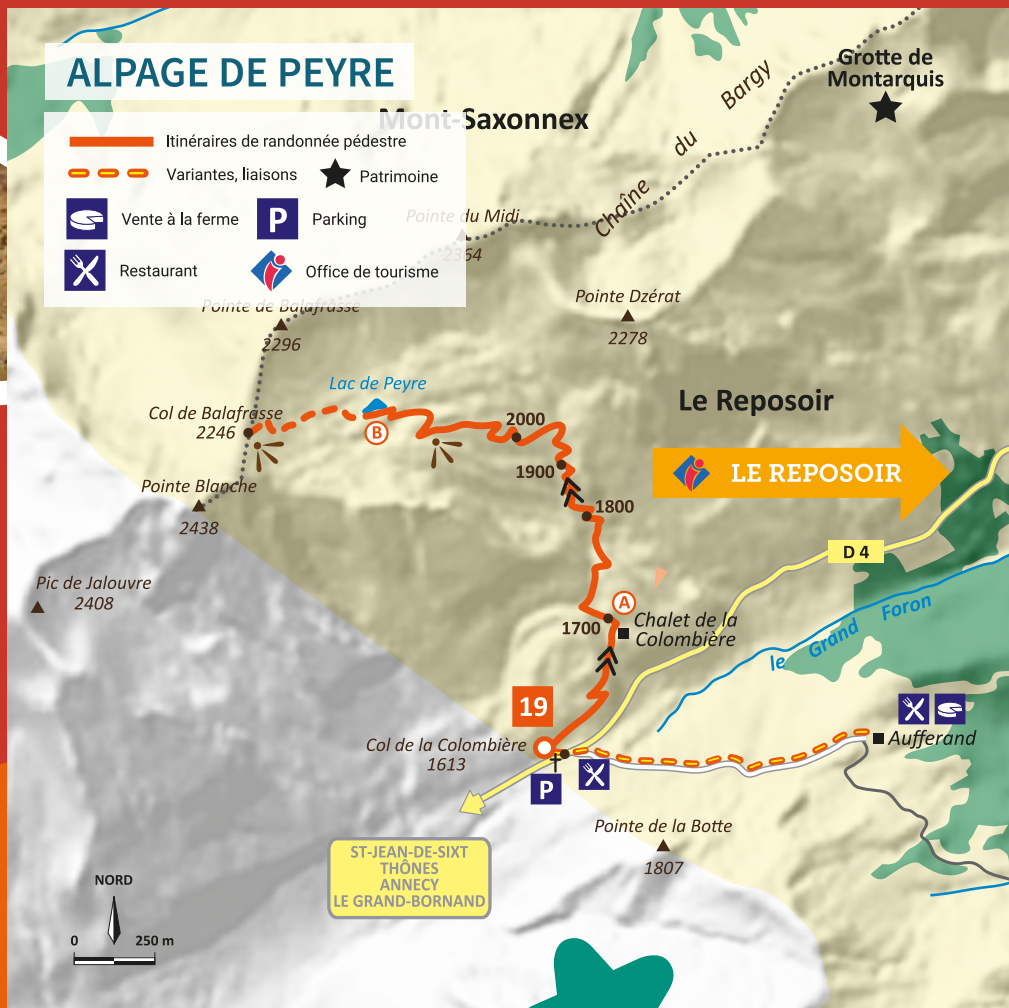 ALPAGE DE PEYRE
Mont-Saxonnex
Grotte de
Montarquis
Chaîne du Bargy
Itinéraires de randonnée pédestre
Variantes, liaisons
Patrimoine
Vente à la ferme
P
Parking
Restaurant
Office de tourisme
Pointe du Midi
2364
Pointe de Balafrasse
2296
Pointe Dzérat
2278
Lac de Peyre
Col de Balafrasse
2246
B
2000
1900
1800
Le Reposoir
LE REPOSOIR
Pointe Blanche
2438
D 4
Pic de Jalouvre
2408
A
1700
Chalet de la
Colombière
le Grand Foron
19
Col de la Colombière
1613
P
Aufferand
Pointe de la Botte
1807
ST-JEAN-DE-SIXT
THÔNES
ANNECY
LE GRAND-BORNAND
NORD
0 250 m